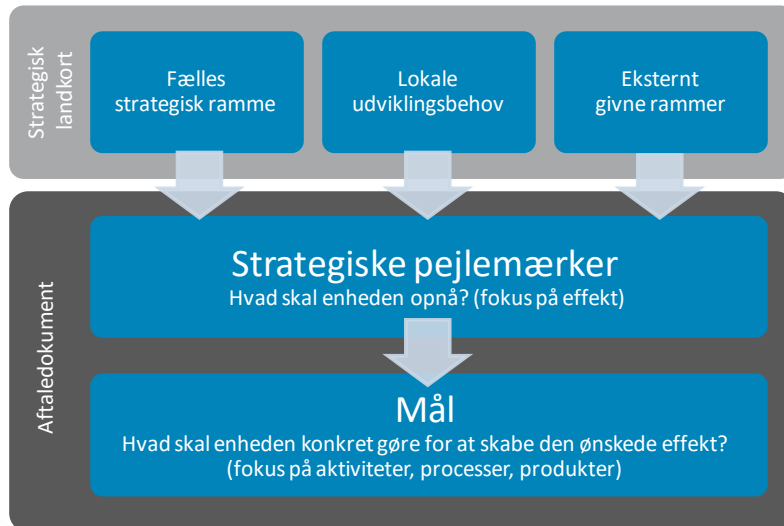 Strategisk
landkort
Fælles
strategisk ramme
Lokale
udviklingsbehov
Eksternt
givne rammer
Aftaledokument
Strategiske pejlemærker
Hvad skal enheden opnå? (fokus på effekt)
Mål
Hvad skal enheden konkret gøre for at skabe den ønskede effekt?
(fokus på aktiviteter, processer, produkter)